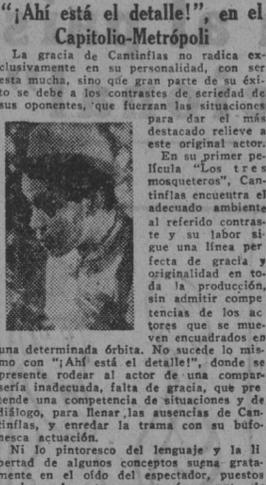 “¡Ahí está el detalle!”, en el
Capitolio-Metrópoli
La gracia de Cantinflas no radica ex-
clusivamente en su personalidad, con ser
esta mucha, sino que gran parte de su éxi-
to se debe a los contrastes de seriedad de
sus oponentes, que fuerzan las situaciones
para dar el más
destacado relieve a
este original actor.
En su primer pe-
lícula “Los tres
mosqueteros”, Can-
tinflas encuentra el
adecuado ambiente
al referido contras-
te y su labor si-
gue una línea per
fecta de gracia y
originalidad en to-
da la producción,
sin admitir compe
tencias de los ac
tores que se mue-
ven encuadrados en
una determinada órbita. No sucede lo mis-
mo con “¡Ahí está el detalle!”, donde se
presente rodear al actor de una compar-
sería inadecuada, falta de gracia, que pre
tende una competencia de situaciones y de
diálogo, para llenar las ausencias de Can-
tinflas, y enredar la trama con su bufo-
nesca actuación.
Ni lo pintoresco del lenguaje y la li
bertad de algunos conceptos suena grata-
mente en el oído del espectador, puestos